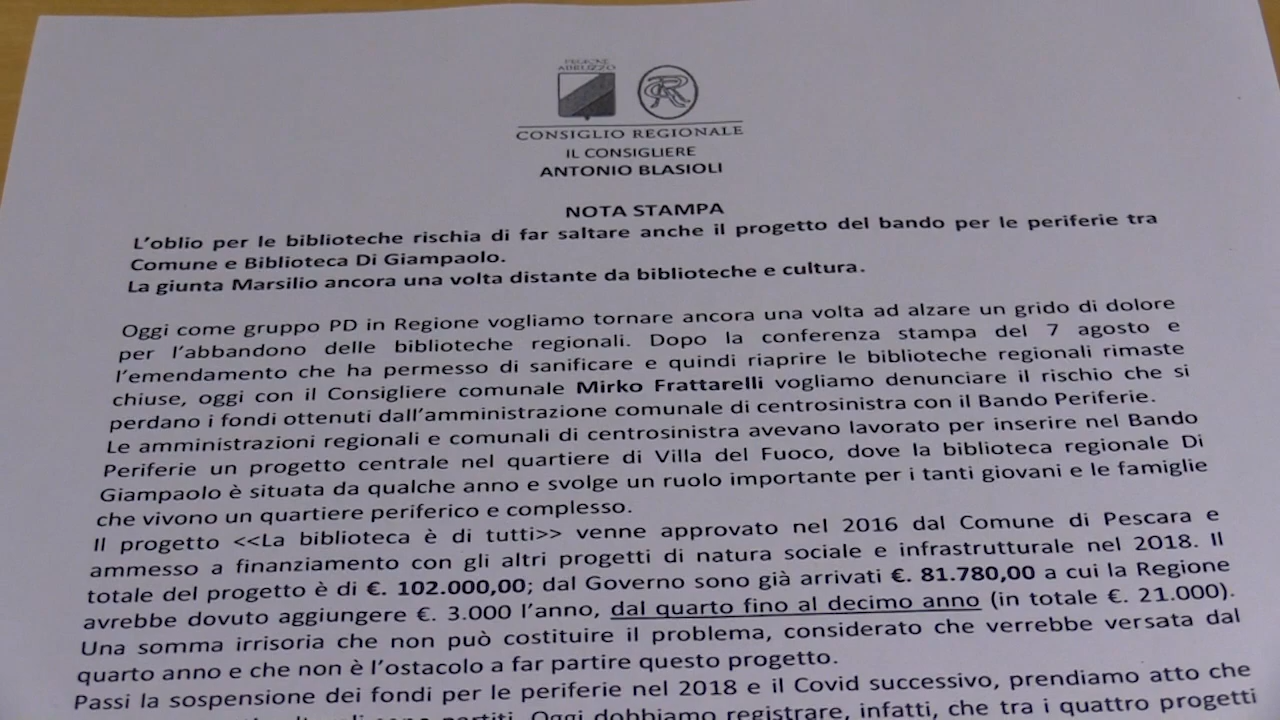 REGIONE
ABRUZZO
CONSIGLIO REGIONALE
IL CONSIGLIERE
ANTONIO BLASIOLI
NOTA STAMPA
L'oblio per le biblioteche rischia di far saltare anche il progetto del bando per le periferie tra
Comune e Biblioteca Di Giampaolo.
La giunta Marsilio ancora una volta distante da biblioteche e cultura.
Oggi come gruppo PD in Regione vogliamo tornare ancora una volta ad alzare un grido di dolore
per l'abbandono delle biblioteche regionali. Dopo la conferenza stampa del 7 agosto e
l'emendamento che ha permesso di sanificare e quindi riaprire le biblioteche regionali rimaste
chiuse, oggi con il Consigliere comunale Mirko Frattarelli vogliamo denunciare il rischio che si
perdano i fondi ottenuti dall'amministrazione comunale di centrosinistra con il Bando Periferie.
Le amministrazioni regionali e comunali di centrosinistra avevano lavorato per inserire nel Bando
Periferie un progetto centrale nel quartiere di Villa del Fuoco, dove la biblioteca regionale Di
Giampaolo è situata da qualche anno e svolge un ruolo importante per i tanti giovani e le famiglie
che vivono un quartiere periferico e complesso.
Il progetto <<La biblioteca è di tutti>> venne approvato nel 2016 dal Comune di Pescara e
ammesso a finanziamento con gli altri progetti di natura sociale e infrastrutturale nel 2018. Il
totale del progetto è di €. 102.000,00; dal Governo sono già arrivati €. 81.780,00 a cui la Regione
avrebbe dovuto aggiungere €. 3.000 l'anno, dal quarto fino al decimo anno (in totale €. 21.000).
Una somma irrisoria che non può costituire il problema, considerato che verrebbe versata dal
quarto anno e che non è l'ostacolo a far partire questo progetto.
Passi la sospensione dei fondi per le periferie nel 2018 e il Covid successivo, prendiamo atto che
partiti. Oggi dobbiamo registrare, infatti, che tra i quattro progetti